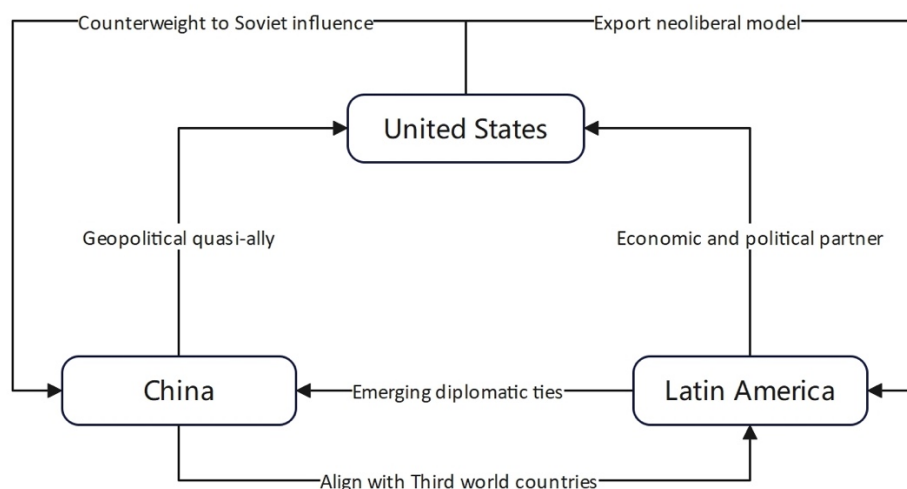 Counterweight to Soviet influence
Export neoliberal model
United States
Geopolitical quasi-ally
Economic and political partner
China
Emerging diplomatic ties
Latin America
Align with Third world countries